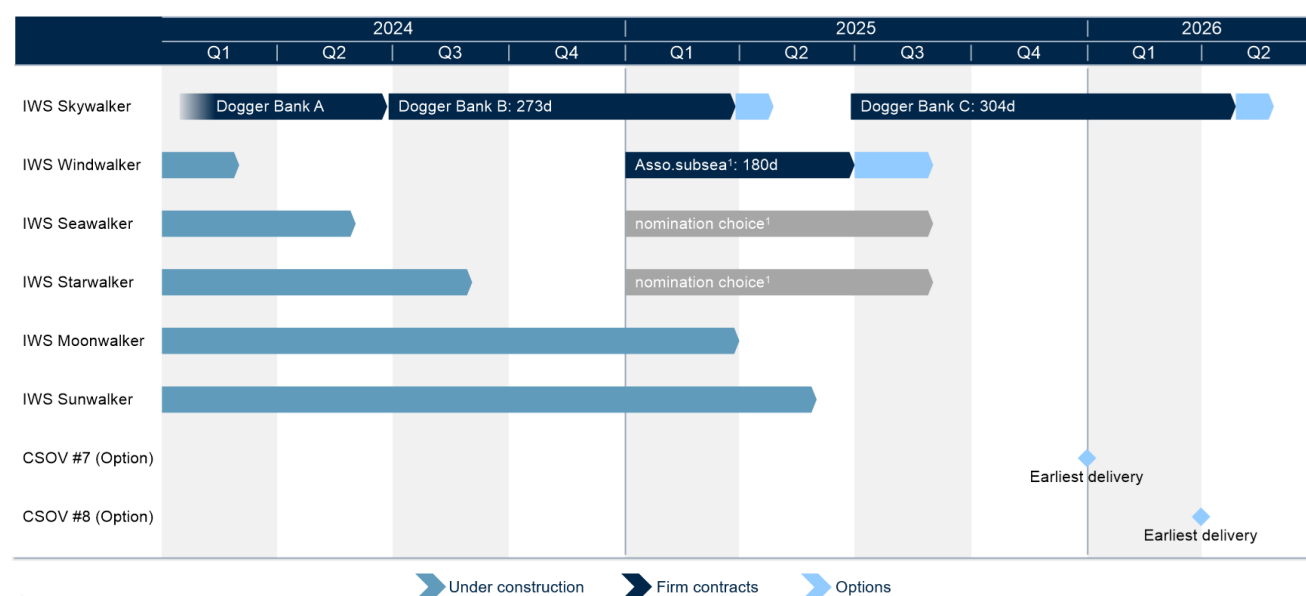 2024 2025 2026
Q1 Q2 Q3 Q4 Q1 Q2 Q3 Q4 Q1 Q2
IWS Skywalker Dogger Bank A Dogger Bank B: 273d Dogger Bank C: 304d
IWS Windwalker Asso.subsea¹: 180d
IWS Seawalker nomination choice¹
IWS Starwalker nomination choice¹
IWS Moonwalker
IWS Sunwalker
CSOV #7 (Option)
Earliest delivery
CSOV #8 (Option)
Earliest delivery
Under construction Firm contracts Options